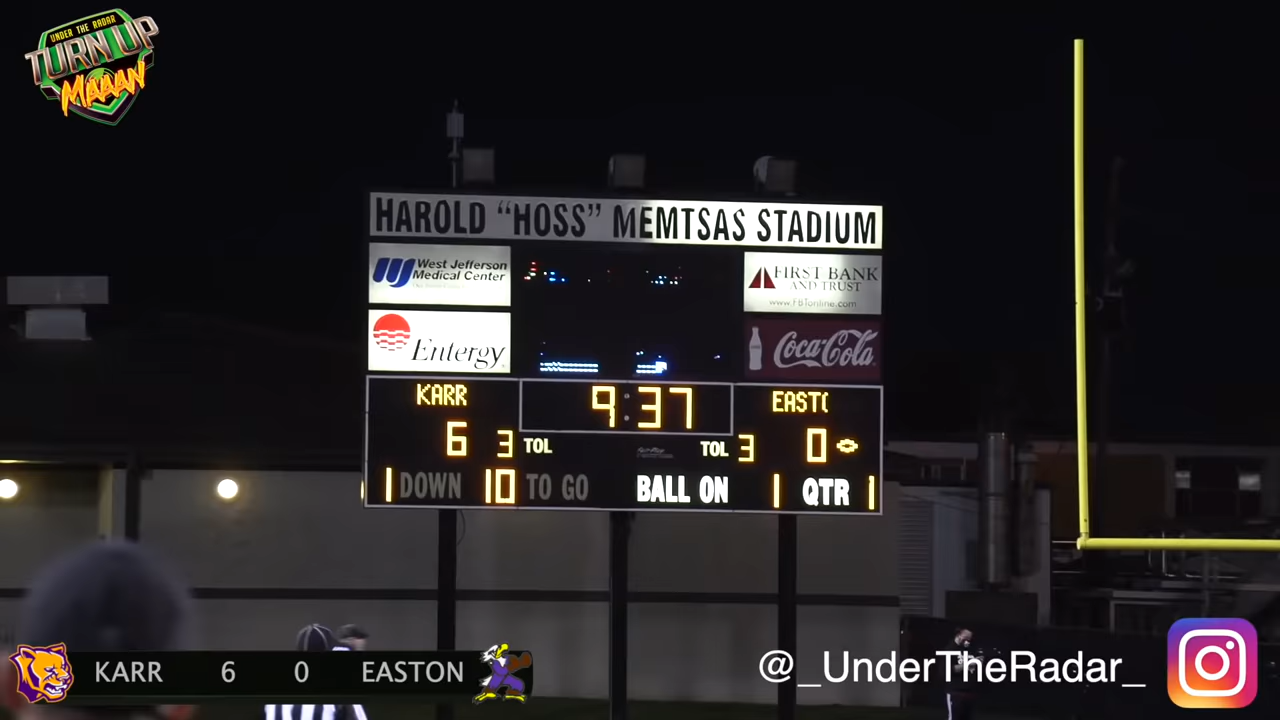 UNDER THE RADAR
TURN UP
MAAAN
HAROLD "HOSS" MEMTSAS STADIUM
West Jefferson
Medical Center
FIRST BANK
AND TRUST
www.FBTonline.com
Entergy
Coca-Cola
KARR
9:37
EAST(
6 3 TOL
TOL 3 0
1 DOWN 10 TO GO
BALL ON 1 QTR 1
KARR 6 0 EASTON
@_UnderTheRadar_